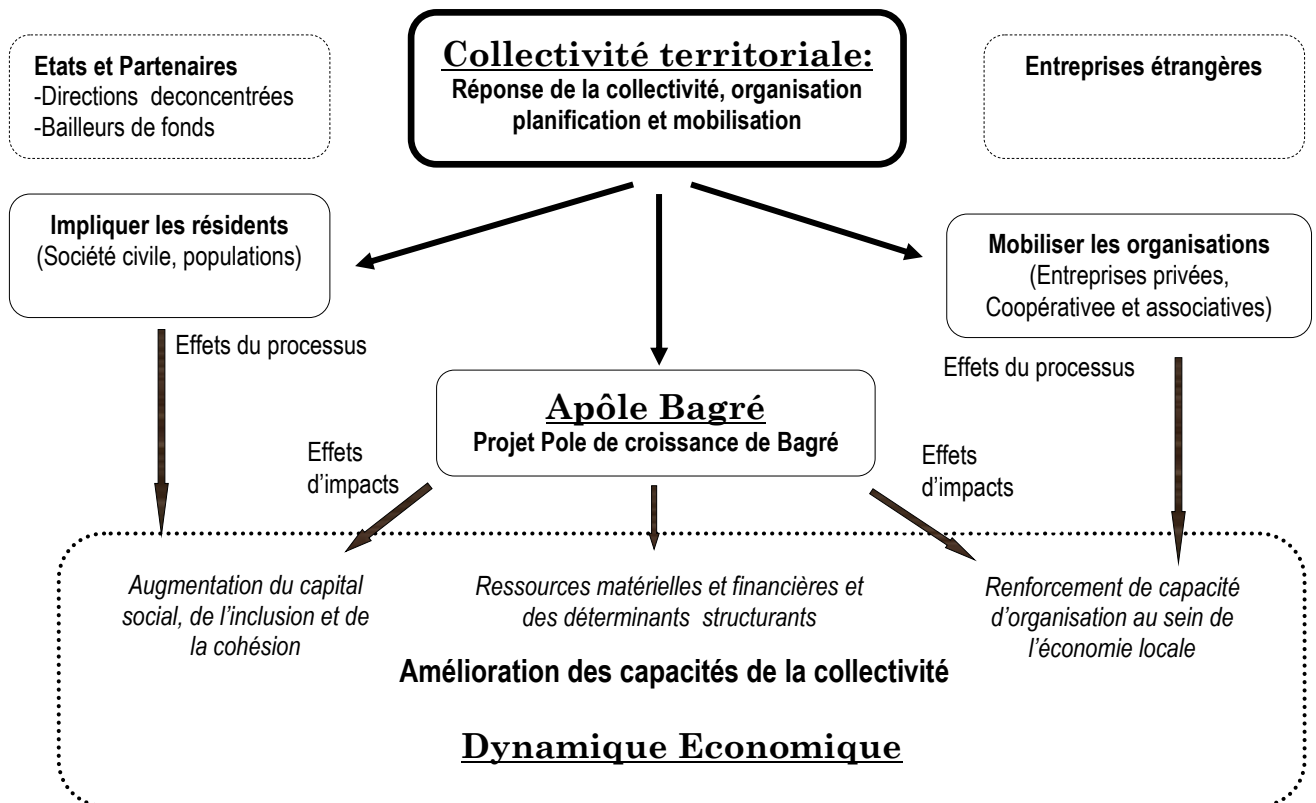 Etats et Partenaires
-Directions deconcentrées
-Bailleurs de fonds
Collectivité territoriale:
Réponse de la collectivité, organisation
planification et mobilisation
Entreprises étrangères
Impliquer les résidents
(Société civile, populations)
Mobiliser les organisations
(Entreprises privées,
Coopérativee et associatives)
Effets du processus
Effets du processus
Apôle Bagré
Projet Pole de croissance de Bagré
Effets
d’impacts
Effets
d’impacts
Augmentation du capital
social, de l’inclusion et de
la cohésion
Ressources matérielles et financières et
des déterminants structurants
Renforcement de capacité
d’organisation au sein de
l’économie locale
Amélioration des capacités de la collectivité
Dynamique Economique